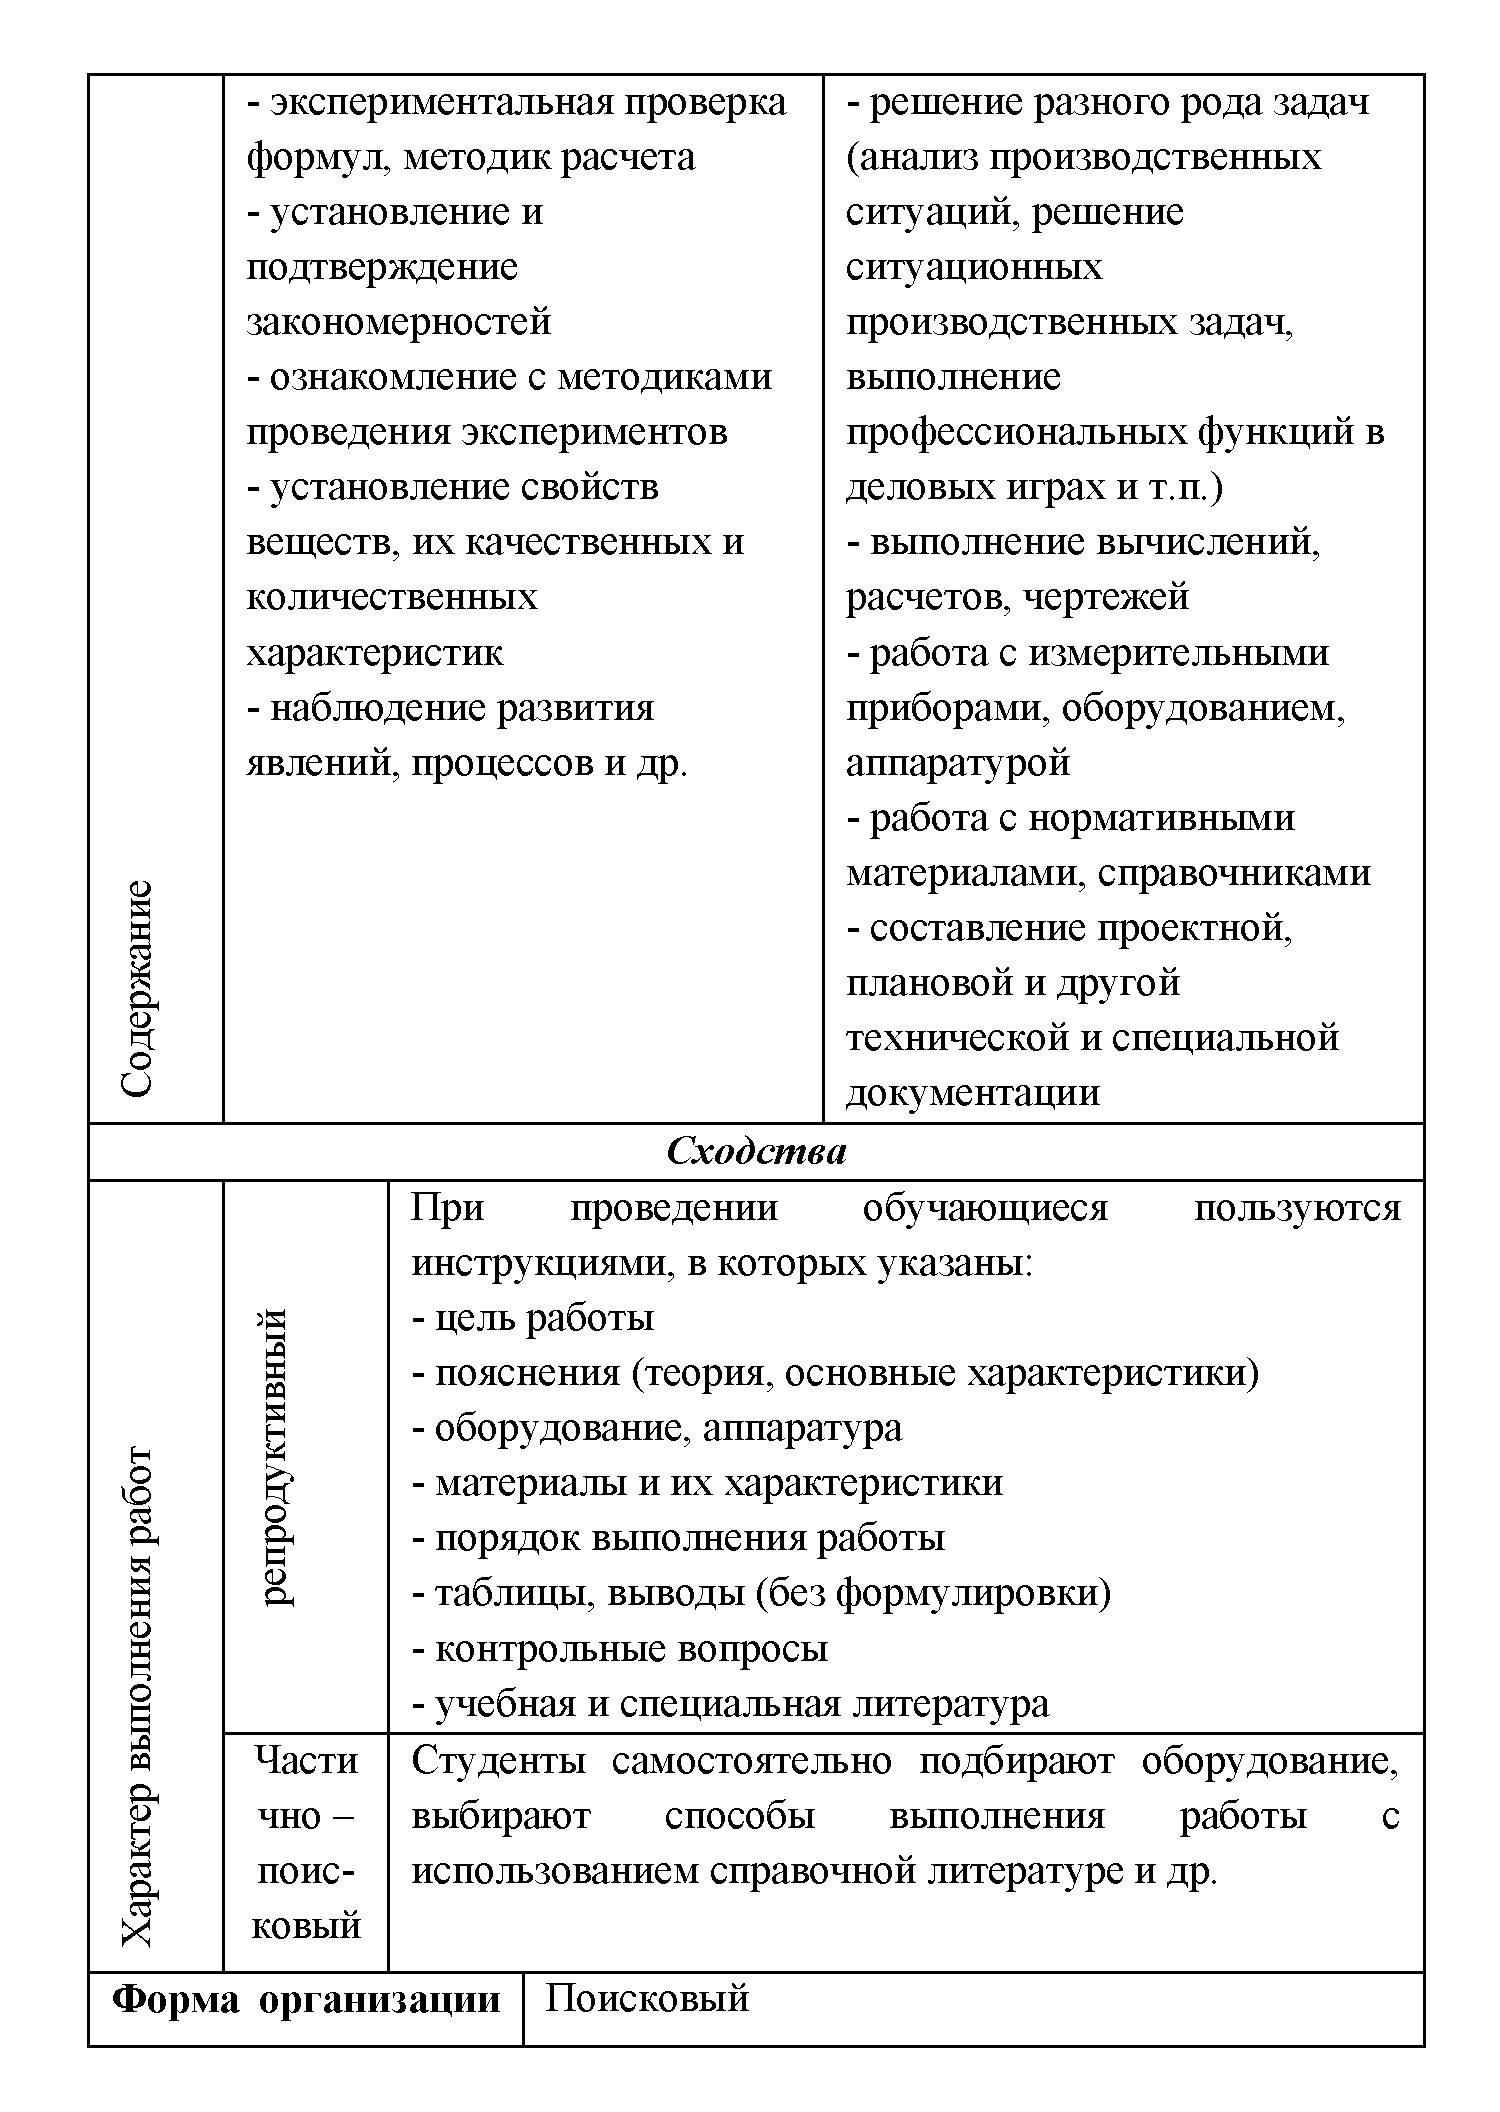 Содержание
- экспериментальная проверка
формул, методик расчета
- установление и
подтверждение
закономерностей
- ознакомление с методиками
проведения экспериментов
- установление свойств
веществ, их качественных и
количественных
характеристик
- наблюдение развития
явлений, процессов и др.
- решение разного рода задач
(анализ производственных
ситуаций, решение
ситуационных
производственных задач,
выполнение
профессиональных функций в
деловых играх и т.п.)
- выполнение вычислений,
расчетов, чертежей
- работа с измерительными
приборами, оборудованием,
аппаратурой
- работа с нормативными
материалами, справочниками
- составление проектной,
плановой и другой
технической и специальной
документации
Сходства
Характер выполнения работ
репродуктивный
При проведении обучающиеся пользуются
инструкциями, в которых указаны:
- цель работы
- пояснения (теория, основные характеристики)
- оборудование, аппаратура
- материалы и их характеристики
- порядок выполнения работы
- таблицы, выводы (без формулировки)
- контрольные вопросы
- учебная и специальная литература
Части
чно –
поис-
ковый
Студенты самостоятельно подбирают оборудование,
выбирают способы выполнения работы с
использованием справочной литературе и др.
Форма организации
Поисковый